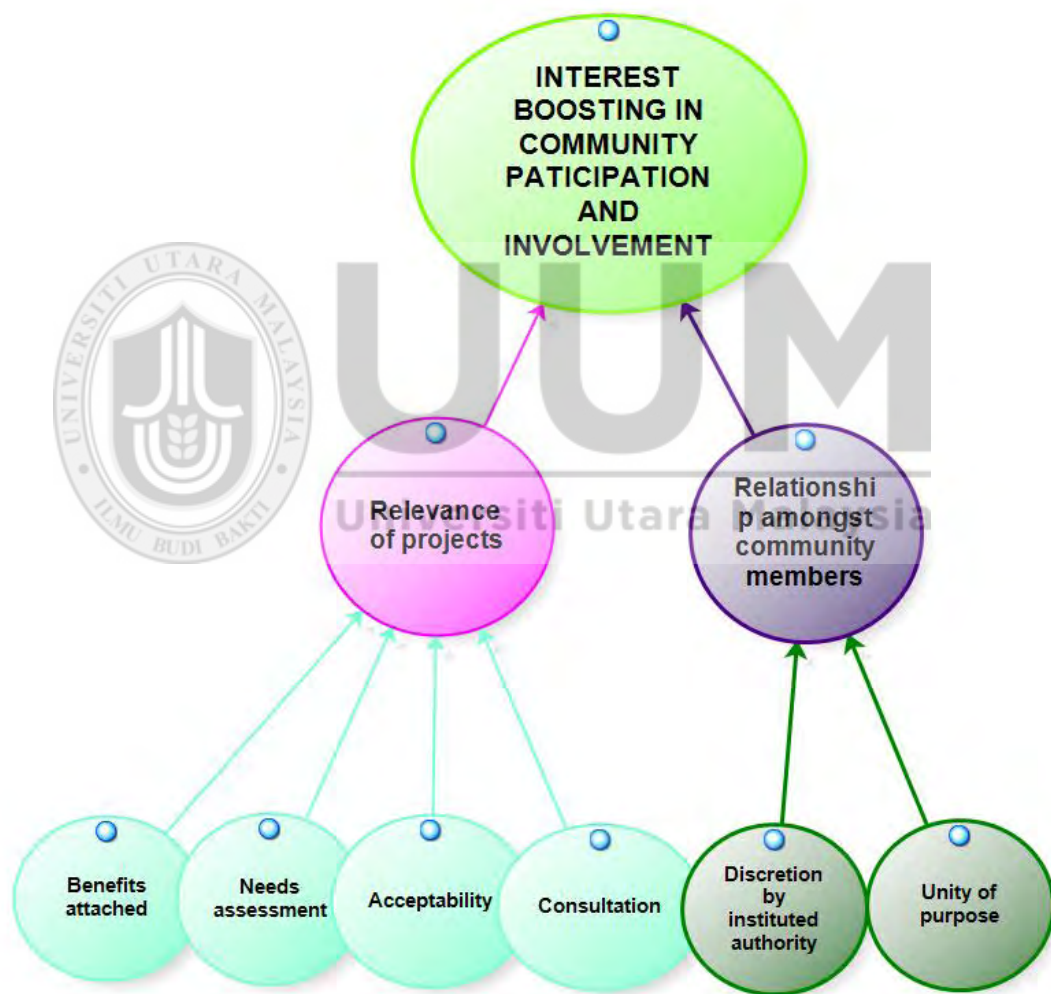 INTEREST
BOOSTING IN
COMMUNITY
PATICIPATION
AND
INVOLVEMENT
UNIVERSITI UTARA MALAYSIA
ILMU BUDI BAKTI
UUM
Universiti Utara Malaysia
Relevance
of projects
Relationshi
p amongst
community
members
Benefits
attached
Needs
assessment
Acceptability
Consultation
Discretion
by
instituted
authority
Unity of
purpose